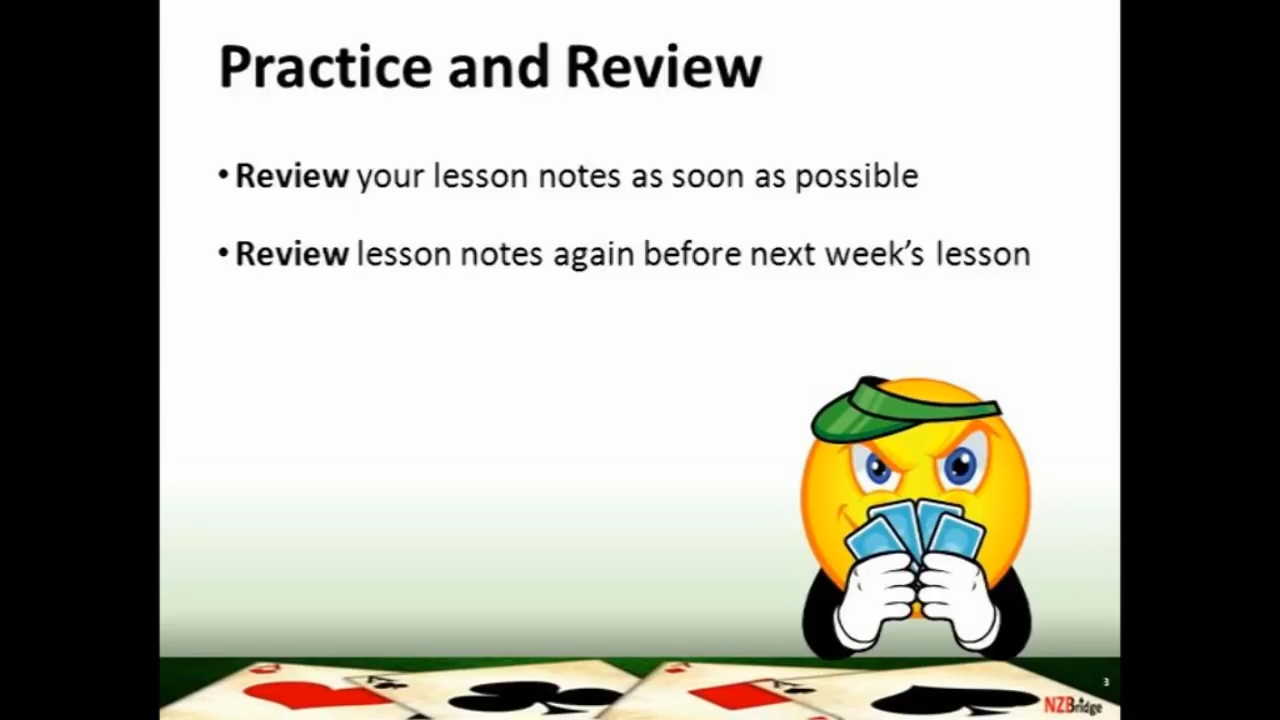 Practice and Review
• Review your lesson notes as soon as possible
• Review lesson notes again before next week’s lesson
3
NZBridge